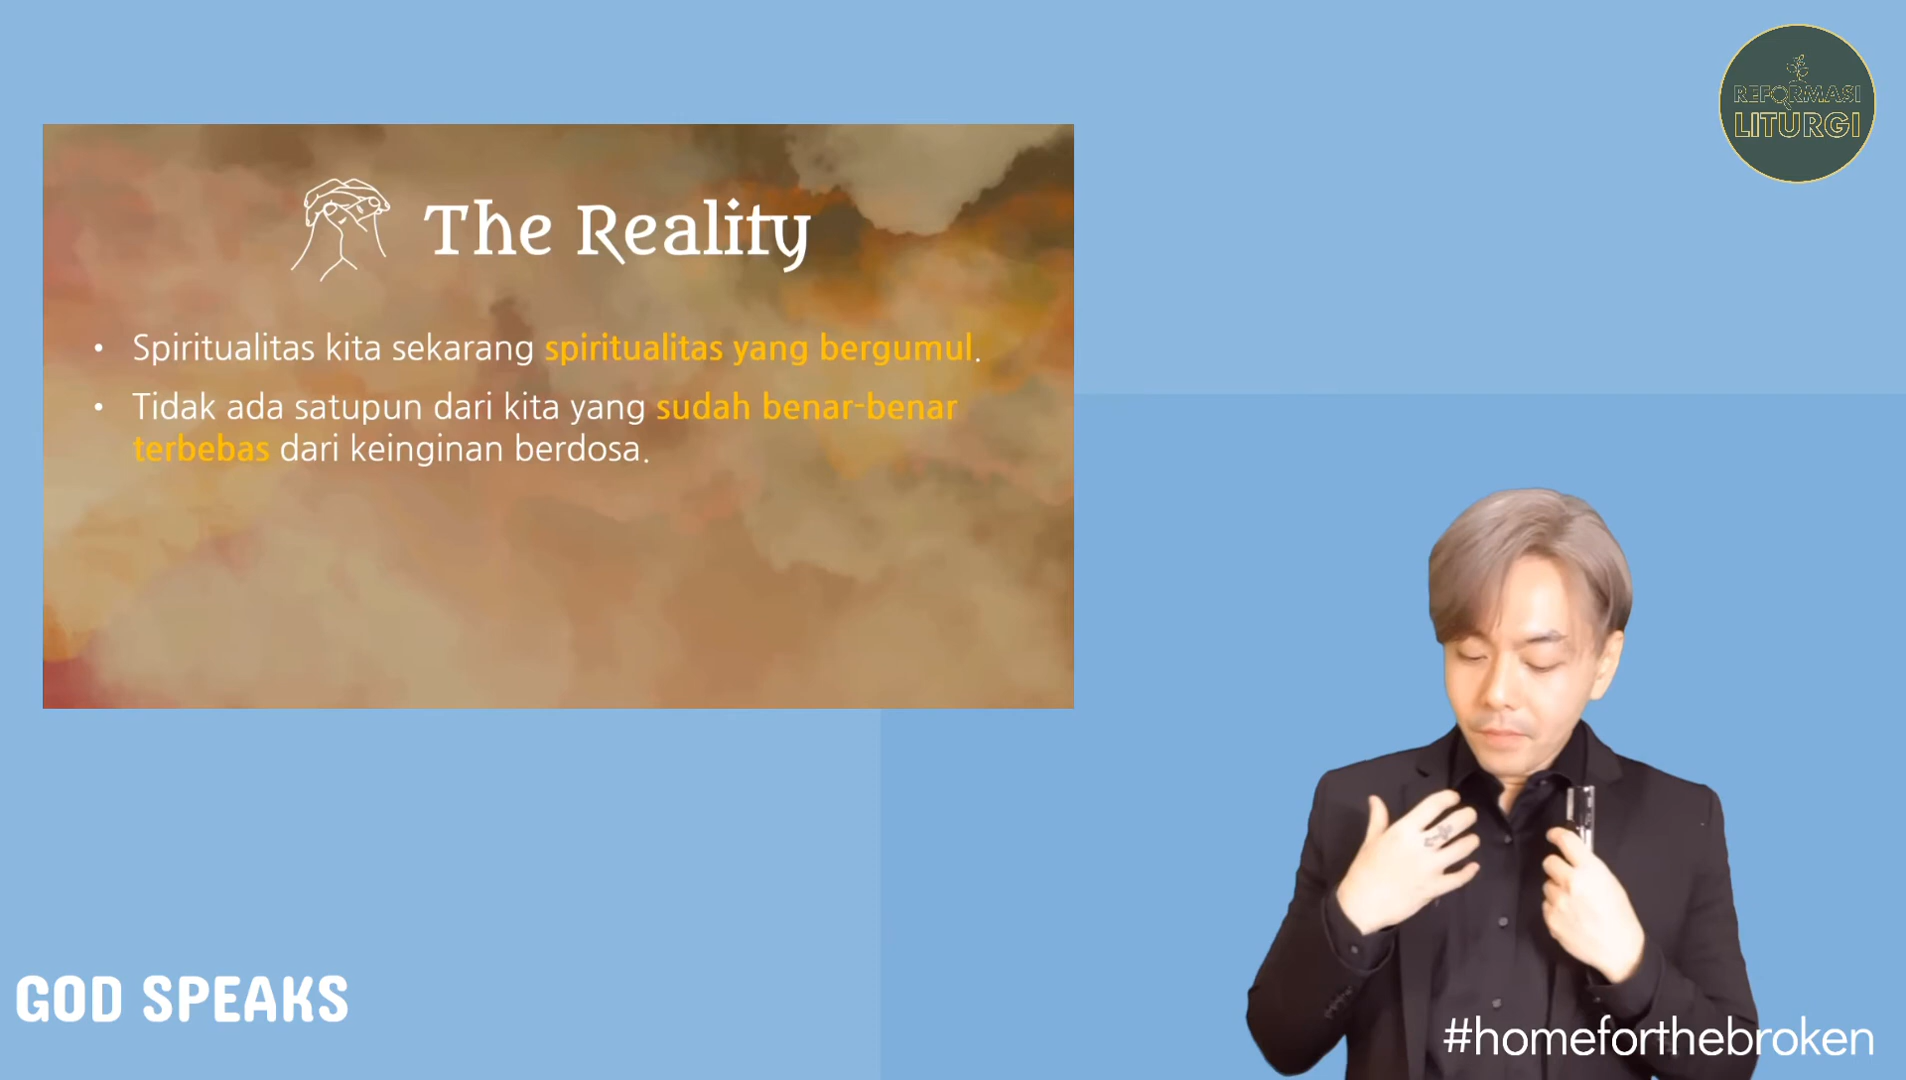 REFORMASI
LITURGI
The Reality
• Spiritualitas kita sekarang spiritualitas yang bergumul.
• Tidak ada satupun dari kita yang sudah benar-benar
terbebas dari keinginan berdosa.
GOD SPEAKS
#homeforthebroken